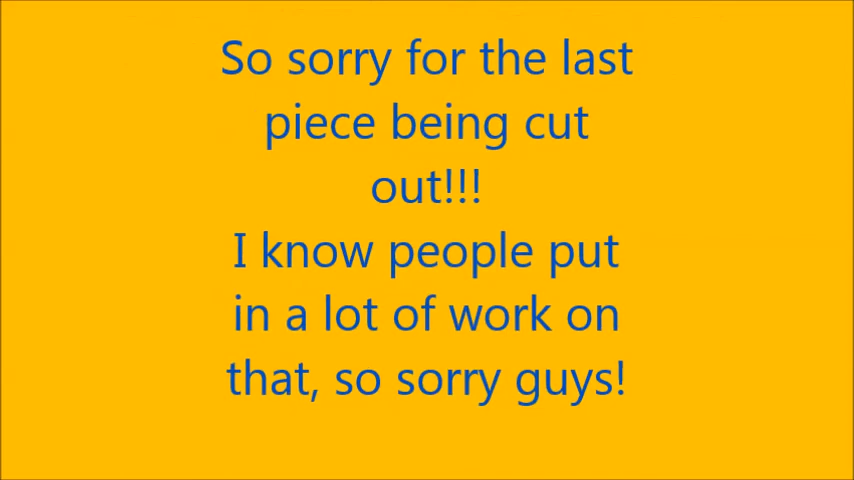 So sorry for the last
piece being cut
out!!!
I know people put
in a lot of work on
that, so sorry guys!